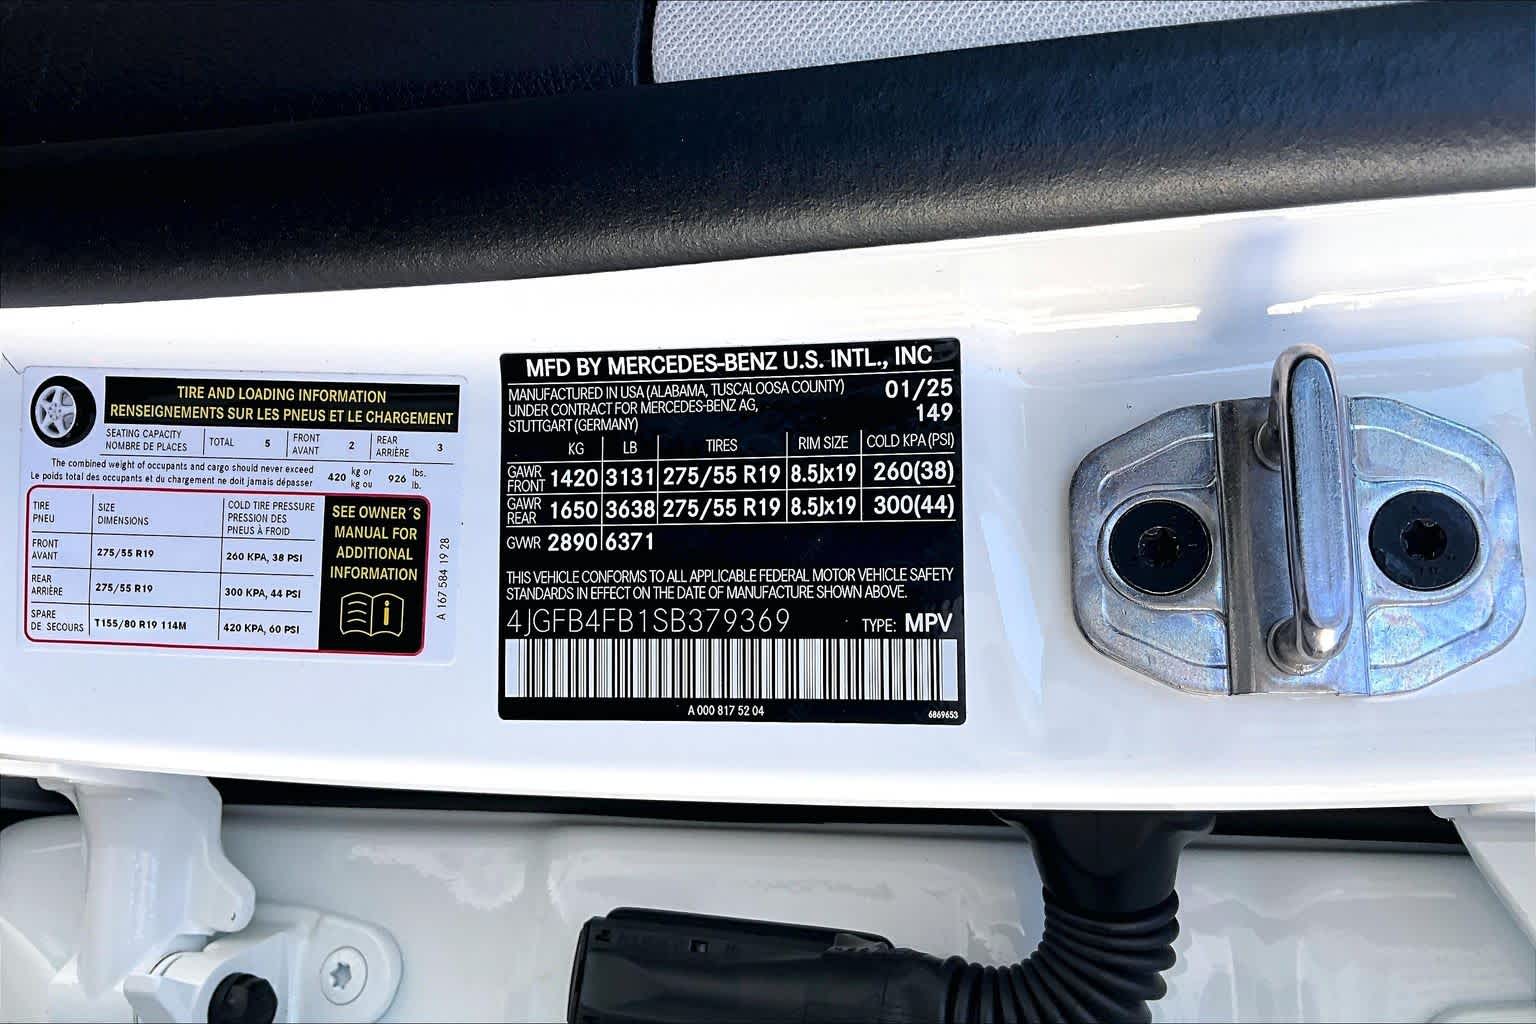 TIRE AND LOADING INFORMATION
RENSEIGNEMENTS SUR LES PNEUS ET LE CHARGEMENT
SEATING CAPACITY
NOMBRE DE PLACES
TOTAL 5
FRONT
AVANT
2
REAR
ARRIÈRE
3
The combined weight of occupants and cargo should never exceed
Le poids total des occupants et du chargement ne doit jamais dépasser
420 kg or
kg ou
926 lbs.
lb.
TIRE
PNEU
SIZE
DIMENSIONS
COLD TIRE PRESSURE
PRESSION DES
PNEUS À FROID
FRONT
AVANT
275/55 R19
260 KPA, 38 PSI
REAR
ARRIÈRE
275/55 R19
300 KPA, 44 PSI
SPARE
DE SECOURS
T155/80 R19 114M
420 KPA, 60 PSI
SEE OWNER´S
MANUAL FOR
ADDITIONAL
INFORMATION
i
A 167 584 19 28
MFD BY MERCEDES-BENZ U.S. INTL., INC
MANUFACTURED IN USA (ALABAMA, TUSCALOOSA COUNTY)
UNDER CONTRACT FOR MERCEDES-BENZ AG,
STUTTGART (GERMANY)
01/25
149
KG LB TIRES RIM SIZE COLD KPA (PSI)
GAWR
FRONT
1420 3131 275/55 R19 8.5Jx19 260(38)
GAWR
REAR
1650 3638 275/55 R19 8.5Jx19 300(44)
GVWR 2890 6371
THIS VEHICLE CONFORMS TO ALL APPLICABLE FEDERAL MOTOR VEHICLE SAFETY
STANDARDS IN EFFECT ON THE DATE OF MANUFACTURE SHOWN ABOVE.
4JGFB4FB1SB379369 TYPE: MPV
A 000 817 52 04
6869653